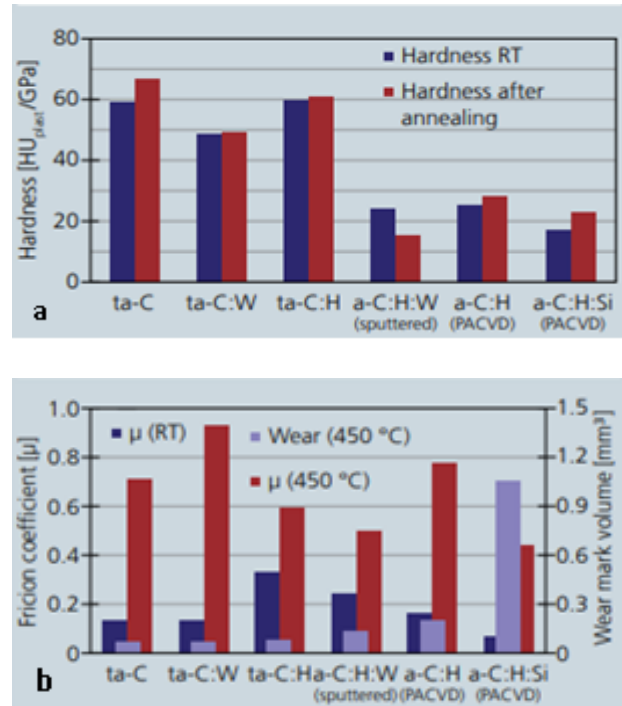 80
60
40
20
0
Hardness [HUplast/GPa]
Hardness RT
Hardness after
annealing
ta-C ta-C:W ta-C:H a-C:H:W a-C:H a-C:H:Si
(sputtered) (PACVD) (PACVD)
a
1.0
0.8
0.6
0.4
0.2
0
Fricion coefficient [µ]
µ (RT) Wear (450 °C)
µ (450 °C)
1.5
1.2
0.9
0.6
0.3
0
Wear mark volume [mm³]
ta-C ta-C:W ta-C:H a-C:H:W a-C:H a-C:H:Si
(sputtered) (PACVD) (PACVD)
b